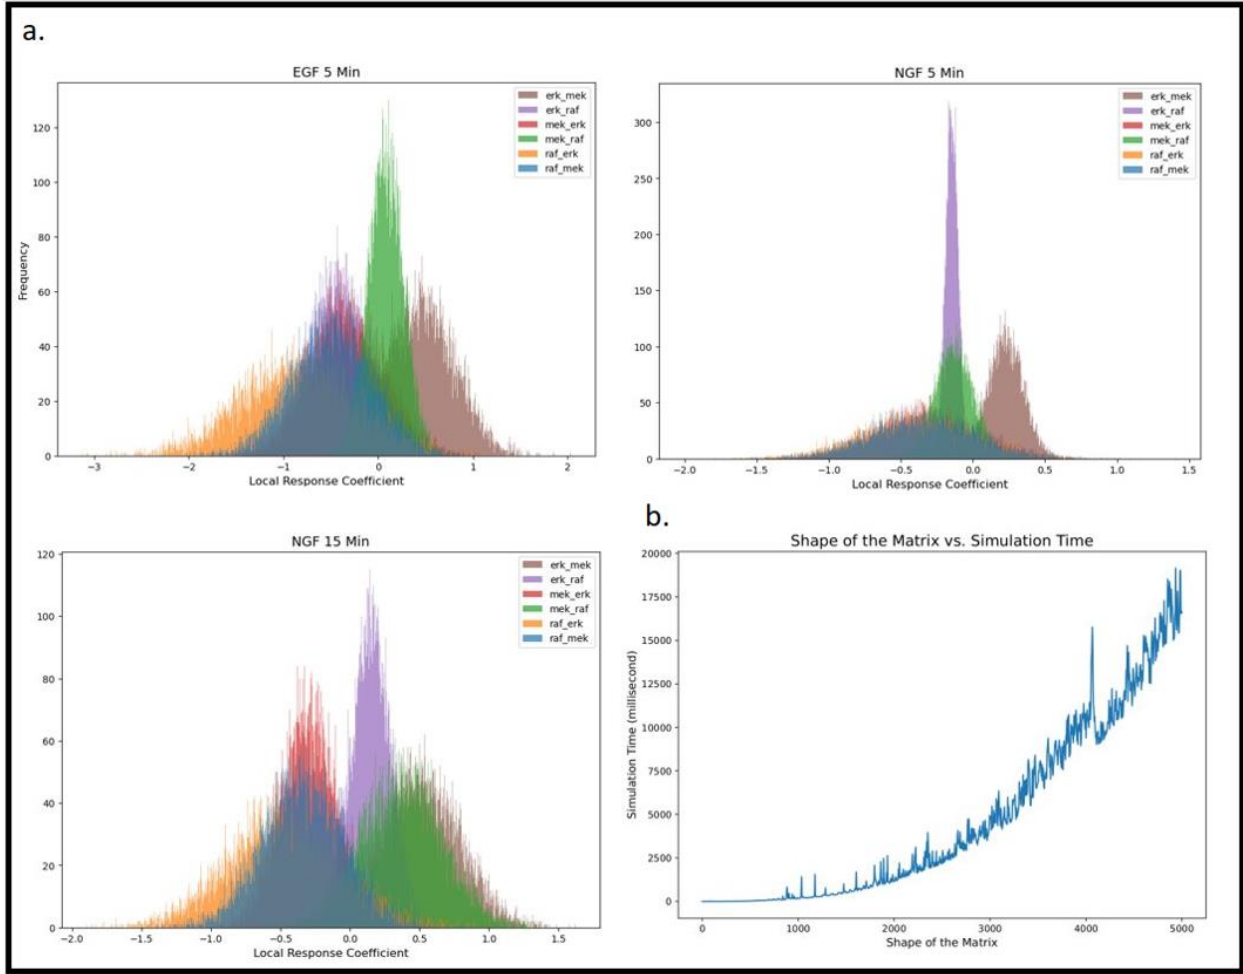 a.
EGF 5 Min
erk_mek
erk_raf
mek_erk
mek_raf
raf_erk
raf_mek
Frequency
120
100
80
60
40
20
0
−3 −2 −1 0 1 2
Local Response Coefficient
NGF 5 Min
erk_mek
erk_raf
mek_erk
mek_raf
raf_erk
raf_mek
300
250
200
150
100
50
0
−2.0 −1.5 −1.0 −0.5 0.0 0.5 1.0 1.5
Local Response Coefficient
NGF 15 Min
erk_mek
erk_raf
mek_erk
mek_raf
raf_erk
raf_mek
120
100
80
60
40
20
0
−2.0 −1.5 −1.0 −0.5 0.0 0.5 1.0 1.5
Local Response Coefficient
b.
Shape of the Matrix vs. Simulation Time
Simulation Time (millisecond)
20000
17500
15000
12500
10000
7500
5000
2500
0
0 1000 2000 3000 4000 5000
Shape of the Matrix